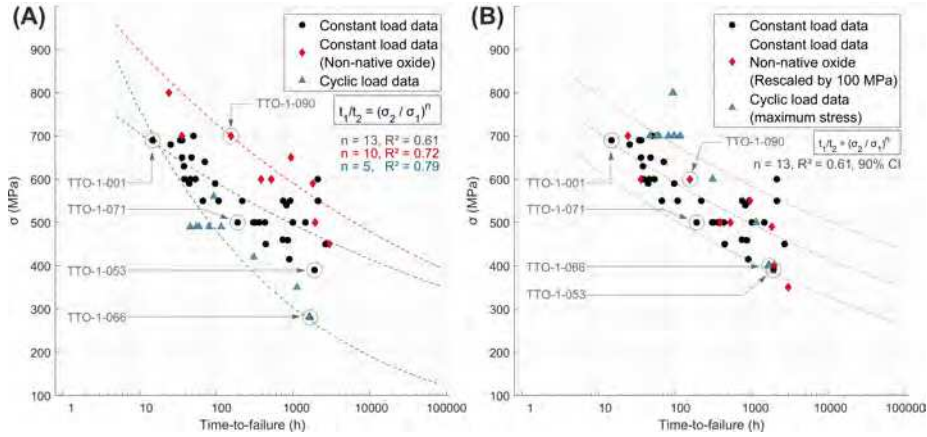 (A)
Constant load data
Constant load data
(Non-native oxide)
Cyclic load data
t₁/t₂ = (σ₂ / σ₁)ⁿ
n = 13, R² = 0.61
n = 10, R² = 0.72
n = 5, R² = 0.79
TTO-1-090
TTO-1-001
TTO-1-071
TTO-1-053
TTO-1-066
900
800
700
600
500
400
300
200
100
σ (MPa)
1
10
100
1000
10000
100000
Time-to-failure (h)
(B)
Constant load data
Constant load data
Non-native oxide
(Rescaled by 100 MPa)
Cyclic load data
(maximum stress)
t₁/t₂ = (σ₂ / σ₁)ⁿ
n = 13, R² = 0.61, 90% CI
TTO-1-090
TTO-1-001
TTO-1-071
TTO-1-066
TTO-1-053
900
800
700
600
500
400
300
200
100
σ (MPa)
1
10
100
1000
10000
100000
Time-to-failure (h)